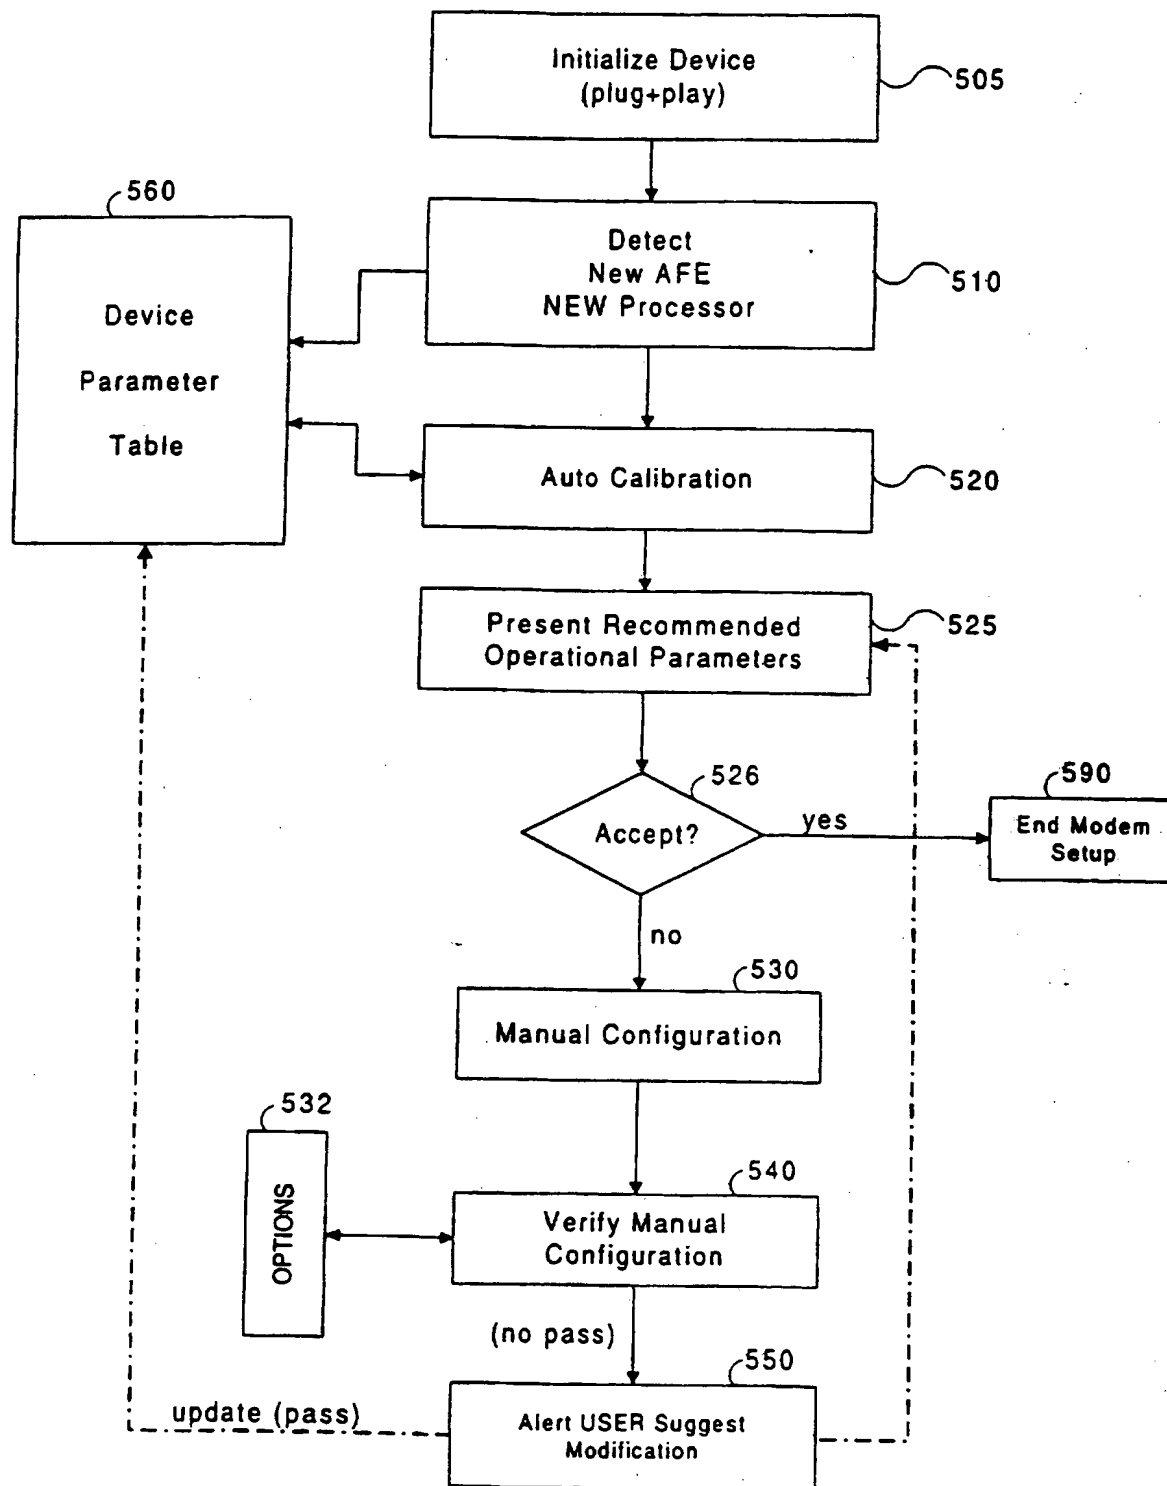 Initialize Device
(plug+play)
505
560
Detect
New AFE
NEW Processor
510
Device
Parameter
Table
Auto Calibration
520
Present Recommended
Operational Parameters
525
526
Accept?
yes
590
End Modem
Setup
no
530
Manual Configuration
532
OPTIONS
540
Verify Manual
Configuration
(no pass)
550
update (pass)
Alert USER Suggest
Modification